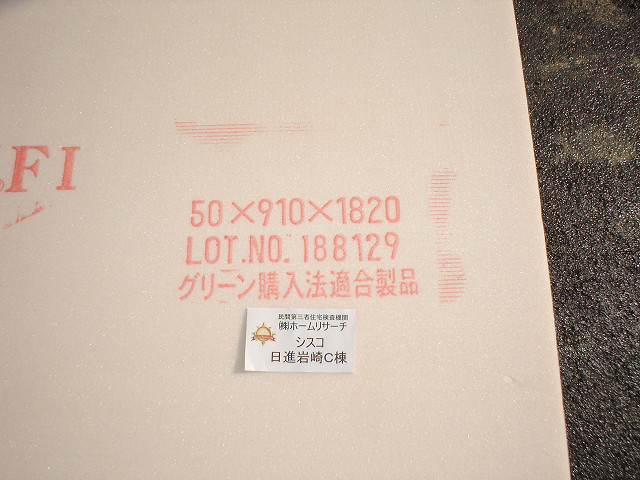 FI
50×910×1820
LOT.NO. 188129
グリーン購入法適合製品
民間第三者住宅検査機関
㈱ホームリサーチ
シスコ
日進岩崎C棟